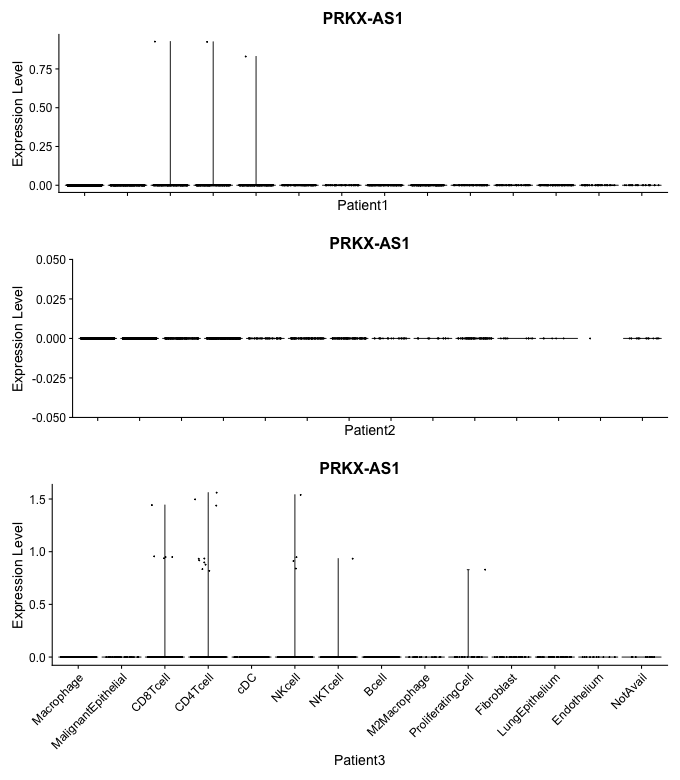 PRKX-AS1
Expression Level
0.75
0.50
0.25
0.00
Patient1
PRKX-AS1
Expression Level
0.050
0.025
0.000
-0.025
-0.050
Patient2
PRKX-AS1
Expression Level
1.5
1.0
0.5
0.0
Macrophage
MalignantEpithelial
CD8Tcell
CD4Tcell
cDC
NKcell
NKTcell
Bcell
M2Macrophage
ProliferatingCell
Fibroblast
LungEpithelium
Endothelium
NotAvail
Patient3